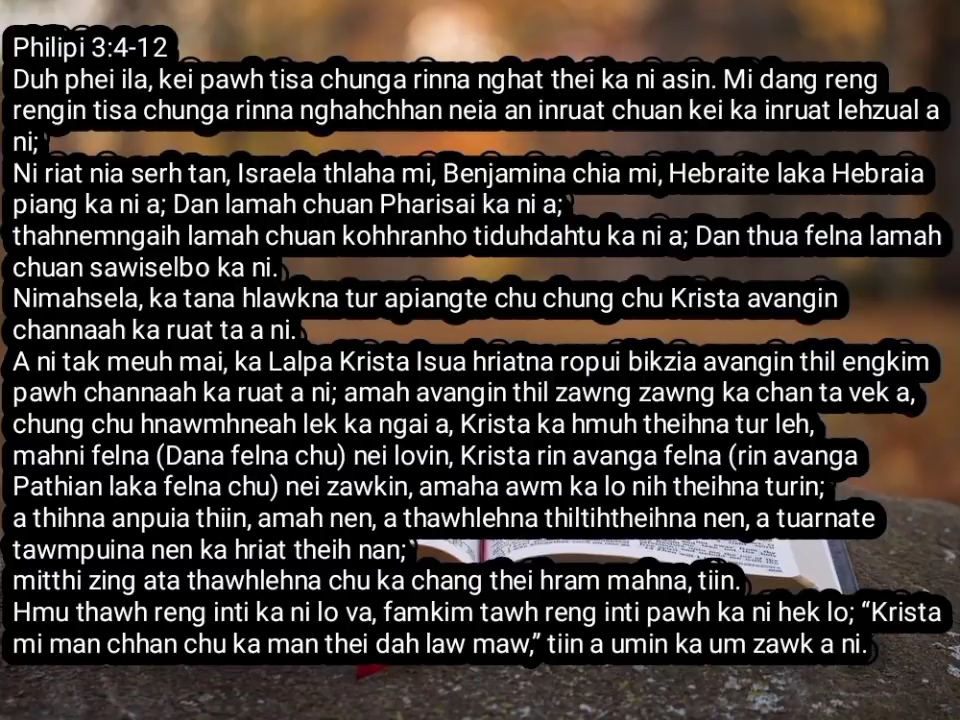 Philipi 3:4-12
Duh phei ila, kei pawh tisa chunga rinna nghat thei ka ni asin. Mi dang reng
rengin tisa chunga rinna nghahchhan neia an inruat chuan kei ka inruat lehzual a
ni;
Ni riat nia serh tan, Israela thlaha mi, Benjamina chia mi, Hebraite laka Hebraia
piang ka ni a; Dan lamah chuan Pharisai ka ni a;
thahnemngaih lamah chuan kohhranho tiduhdahtu ka ni a; Dan thua felna lamah
chuan sawiselbo ka ni.
Nimahsela, ka tana hlawkna tur apiangte chu chung chu Krista avangin
channaah ka ruat ta a ni.
A ni tak meuh mai, ka Lalpa Krista Isua hriatna ropui bikzia avangin thil engkim
pawh channaah ka ruat a ni; amah avangin thil zawng zawng ka chan ta vek a,
chung chu hnawmhneah lek ka ngai a, Krista ka hmuh theihna tur leh,
mahni felna (Dana felna chu) nei lovin, Krista rin avanga felna (rin avanga
Pathian laka felna chu) nei zawkin, amaha awm ka lo nih theihna turin;
a thihna anpuia thiin, amah nen, a thawhlehna thiltihtheihna nen, a tuarnate
tawmpuina nen ka hriat theih nan;
mitthi zing ata thawhlehna chu ka chang thei hram mahna, tiin.
Hmu thawh reng inti ka ni lo va, famkim tawh reng inti pawh ka ni hek lo; “Krista
mi man chhan chu ka man thei dah law maw,” tiin a umin ka um zawk a ni.